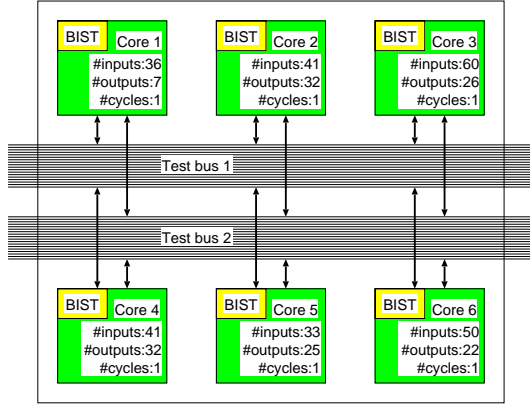 BIST Core 1
#inputs:36
#outputs:7
#cycles:1
BIST Core 2
#inputs:41
#outputs:32
#cycles:1
BIST Core 3
#inputs:60
#outputs:26
#cycles:1
Test bus 1
Test bus 2
BIST Core 4
#inputs:41
#outputs:32
#cycles:1
BIST Core 5
#inputs:33
#outputs:25
#cycles:1
BIST Core 6
#inputs:50
#outputs:22
#cycles:1